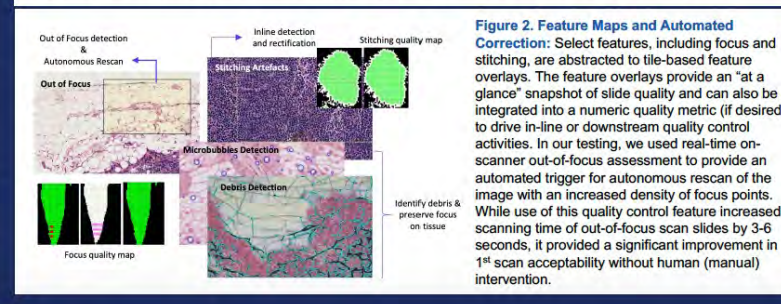 Out of Focus detection
&
Autonomous Rescan
Inline detection
and rectification
Stitching quality map
Out of Focus
Stitching Artefacts
Microbubbles Detection
Debris Detection
Identify debris &
preserve focus
on tissue
Focus quality map
Figure 2. Feature Maps and Automated
Correction: Select features, including focus and
stitching, are abstracted to tile-based feature
overlays. The feature overlays provide an "at a
glance" snapshot of slide quality and can also be
integrated into a numeric quality metric (if desired
to drive in-line or downstream quality control
activities. In our testing, we used real-time on-
scanner out-of-focus assessment to provide an
automated trigger for autonomous rescan of the
image with an increased density of focus points.
While use of this quality control feature increased
scanning time of out-of-focus scan slides by 3-6
seconds, it provided a significant improvement in
1st scan acceptability without human (manual)
intervention.